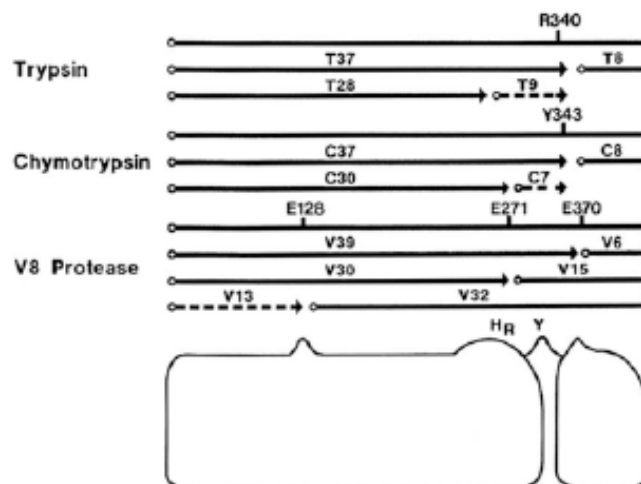 R340
Trypsin
T37 T8
T28 T9
Y343
Chymotrypsin
C37 C8
C30 C7
E128 E271 E370
V8 Protease
V39 V6
V30 V15
V13 V32
HR Y